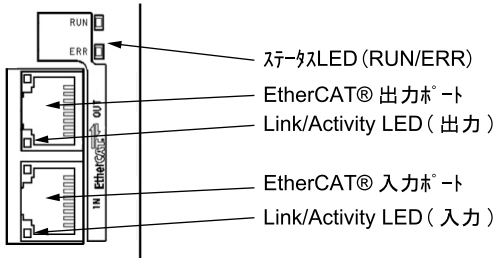 RUN
ERR
OUT
EtherCAT
IN
ｽﾃｰﾀｽLED (RUN/ERR)
EtherCAT® 出力ﾎﾟｰﾄ
Link/Activity LED ( 出力 )
EtherCAT® 入力ﾎﾟｰﾄ
Link/Activity LED ( 入力 )